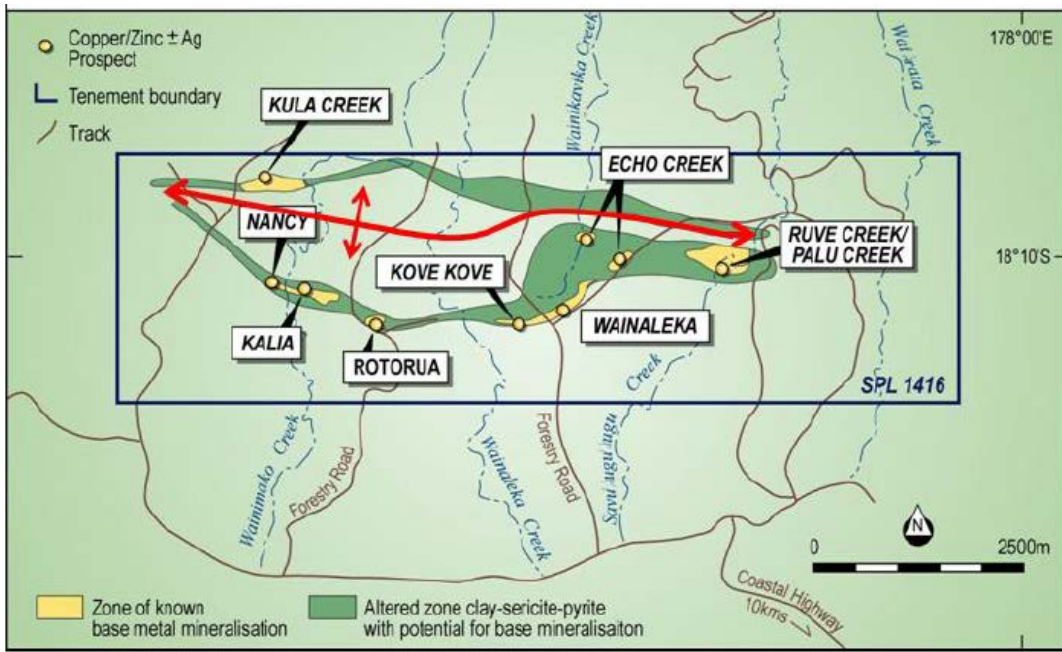 Copper/Zinc ± Ag
Prospect
Tenement boundary
Track
178°00'E
KULA CREEK
Wainikavika Creek
Creek
ECHO CREEK
NANCY
RUVE CREEK/
PALU CREEK
18°10'S
KOVE KOVE
KALIA
ROTORUA
WAINALEKA
SPL 1416
Wainimako Creek
Forestry Road
Wainaleka Creek
Forestry Road
Creek
N
0
2500m
Zone of known
base metal mineralisation
Altered zone clay-sericite-pyrite
with potential for base mineralisaiton
Coastal Highway
10kms